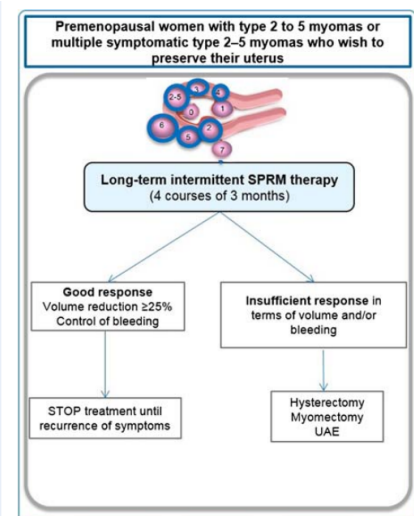 Premenopausal women with type 2 to 5 myomas or
multiple symptomatic type 2–5 myomas who wish to
preserve their uterus
2-5
0
1
6
5
2
7
Long-term intermittent SPRM therapy
(4 courses of 3 months)
Good response
Volume reduction ≥25%
Control of bleeding
Insufficient response in
terms of volume and/or
bleeding
STOP treatment until
recurrence of symptoms
Hysterectomy
Myomectomy
UAE